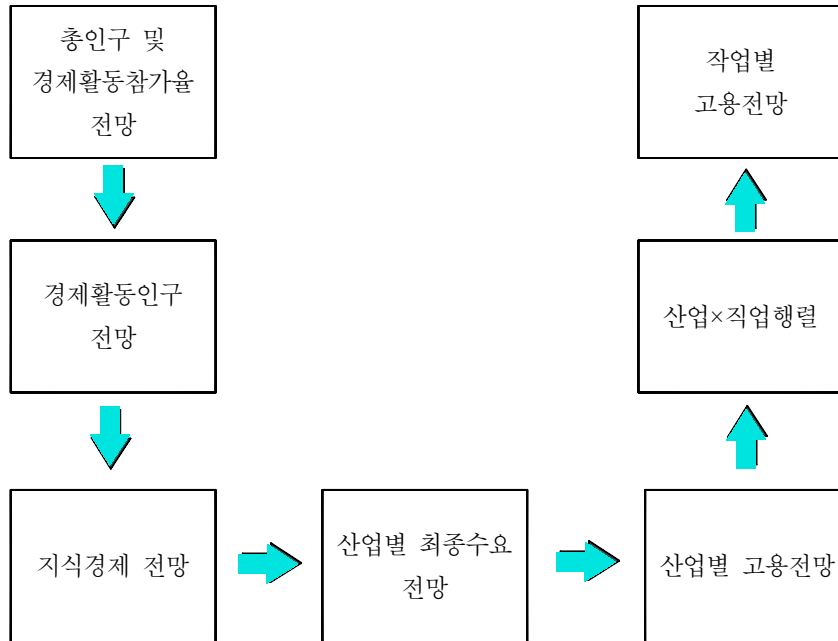 총인구 및
경제활동참가율
전망
경제활동인구
전망
지식경제 전망
산업별 최종수요
전망
산업별 고용전망
산업×직업행렬
작업별
고용전망